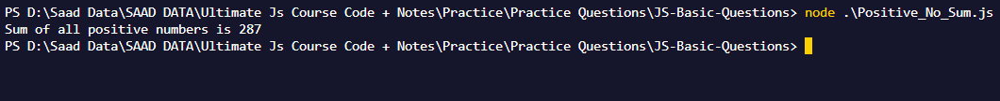 PS D:\Saad Data\SAAD DATA\Ultimate Js Course Code + Notes\Practice\Practice Questions\JS-Basic-Questions> node .\Positive_No_Sum.js
Sum of all positive numbers is 287
PS D:\Saad Data\SAAD DATA\Ultimate Js Course Code + Notes\Practice\Practice Questions\JS-Basic-Questions>